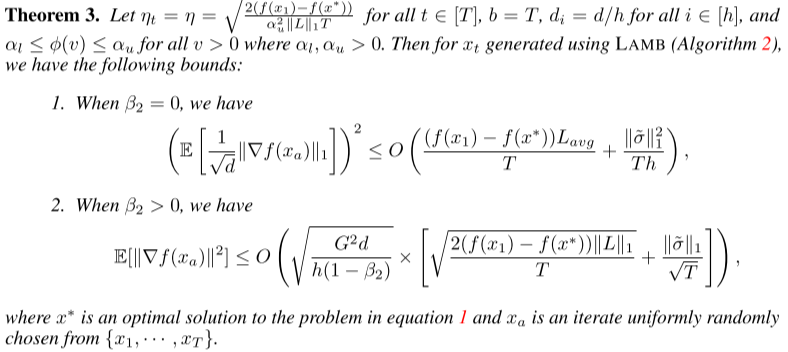 Theorem 3. Let $\eta_t = \eta = \sqrt{\frac{2(f(x_1)-f(x^*))}{\alpha_u^2 \|L\|_1 T}}$ for all $t \in [T]$, $b = T$, $d_i = d/h$ for all $i \in [h]$, and
$\alpha_l \leq \phi(v) \leq \alpha_u$ for all $v > 0$ where $\alpha_l, \alpha_u > 0$. Then for $x_t$ generated using LAMB (Algorithm 2),
we have the following bounds:
1. When $\beta_2 = 0$, we have
$\left( \mathbb{E} \left[ \frac{1}{\sqrt{d}} \|\nabla f(x_a)\|_1 \right] \right)^2 \leq O \left( \frac{(f(x_1) - f(x^*))L_{avg}}{T} + \frac{\|\tilde{\sigma}\|_1^2}{Th} \right),$
2. When $\beta_2 > 0$, we have
$\mathbb{E}[\|\nabla f(x_a)\|^2] \leq O \left( \sqrt{\frac{G^2 d}{h(1-\beta_2)}} \times \left[ \sqrt{\frac{2(f(x_1) - f(x^*))\|L\|_1}{T}} + \frac{\|\tilde{\sigma}\|_1}{\sqrt{T}} \right] \right),$
where $x^*$ is an optimal solution to the problem in equation 1 and $x_a$ is an iterate uniformly randomly
chosen from $\{x_1, \cdots, x_T\}$.